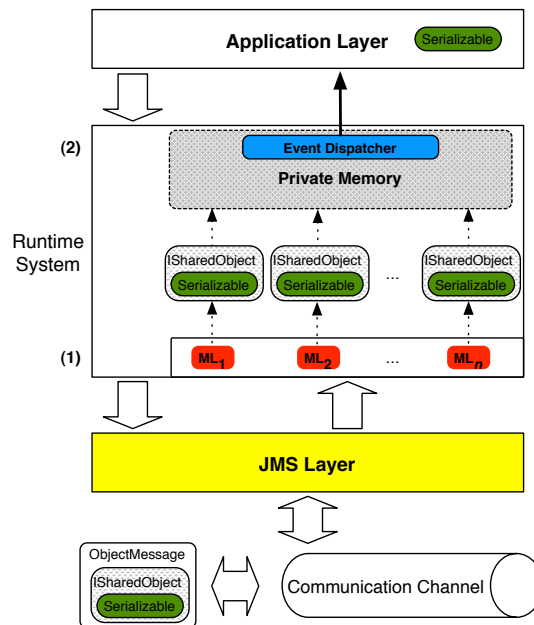 Application Layer
Serializable
(2)
Event Dispatcher
Private Memory
Runtime
System
ISharedObject
Serializable
ISharedObject
Serializable
...
ISharedObject
Serializable
(1)
ML1
ML2
...
MLn
JMS Layer
ObjectMessage
ISharedObject
Serializable
Communication Channel